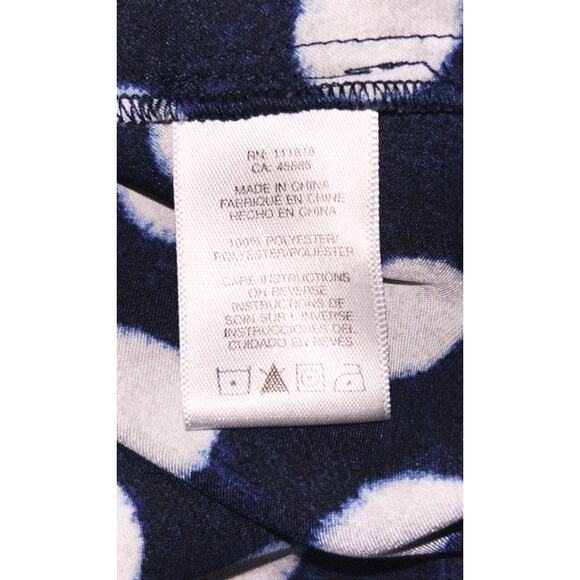 RN: 111818
CA: 45885
MADE IN CHINA
FABRIQUÉ EN CHINE
HECHO EN CHINA
100% POLYESTER/
POLYESTER/POLIÉSTER
CARE INSTRUCTIONS
ON REVERSE
INSTRUCTIONS DE
SOIN SUR L'INVERSE
INSTRUCCIONES DEL
CUIDADO EN REVÉS